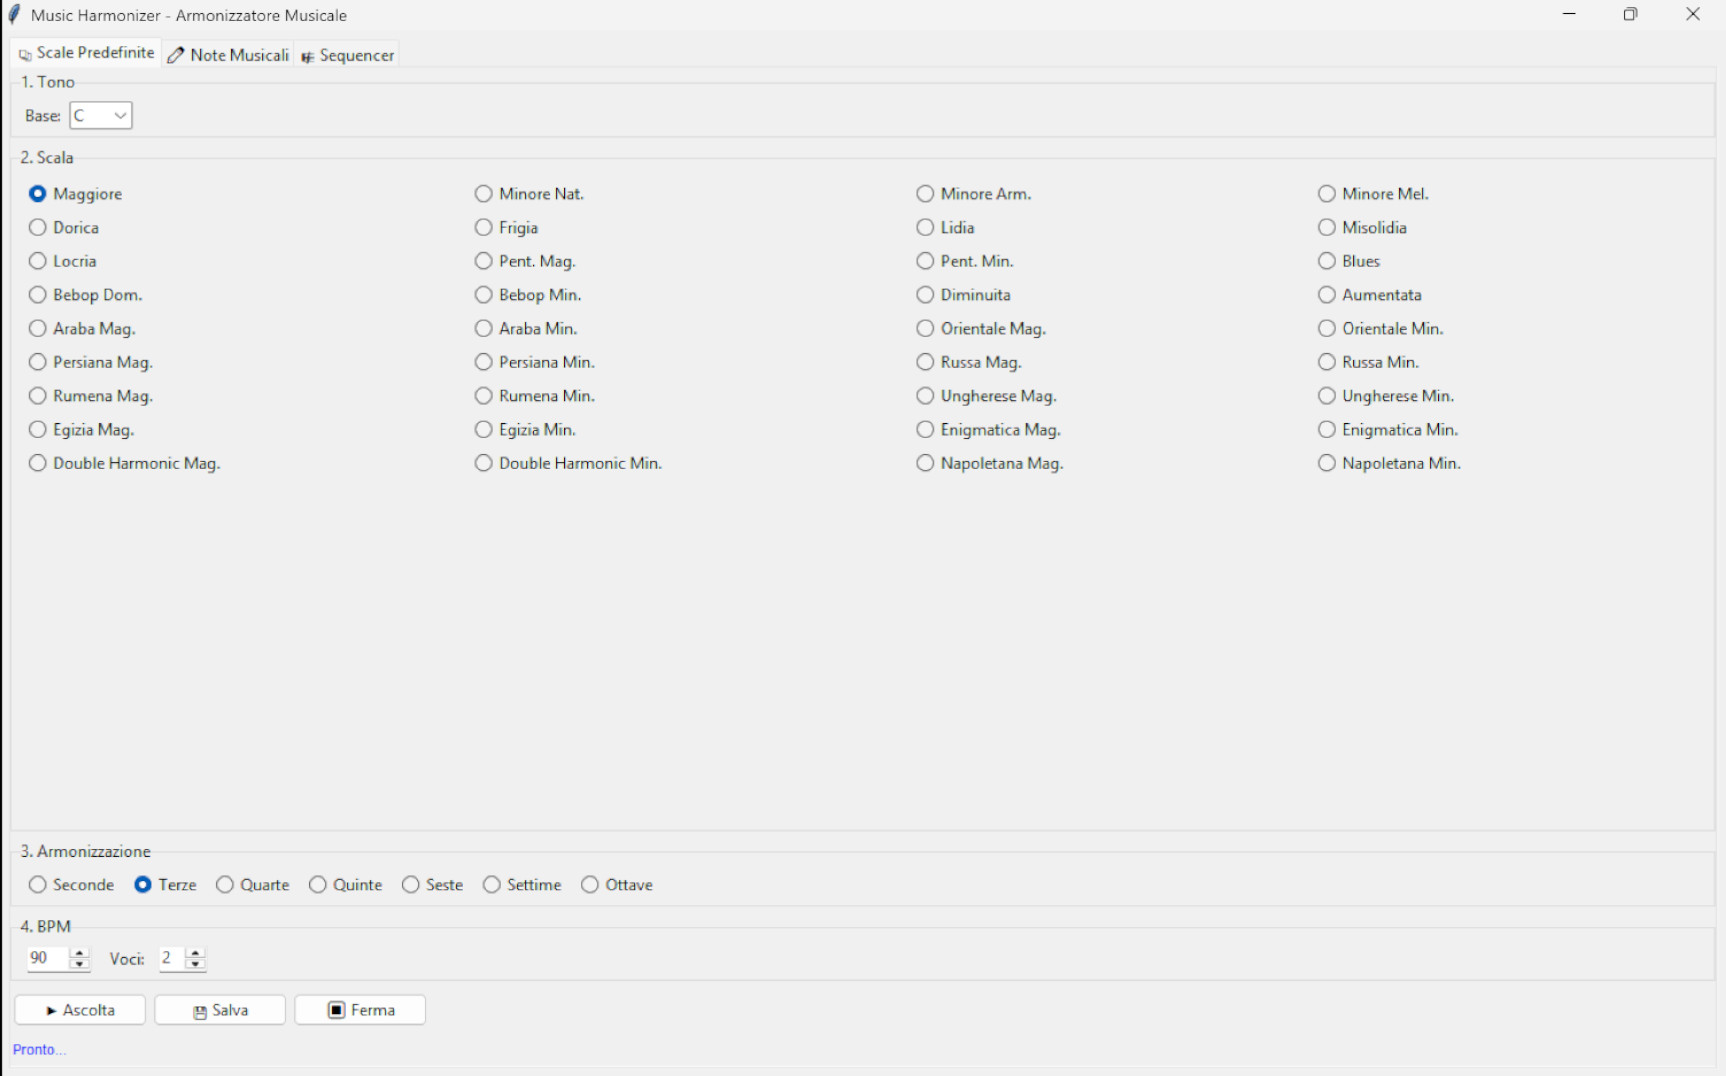 Music Harmonizer - Armonizzatore Musicale
Scale Predefinite Note Musicali Sequencer
1. Tono
Base: C
2. Scala
Maggiore Minore Nat. Minore Arm. Minore Mel.
Dorica Frigia Lidia Misolidia
Locria Pent. Mag. Pent. Min. Blues
Bebop Dom. Bebop Min. Diminuita Aumentata
Araba Mag. Araba Min. Orientale Mag. Orientale Min.
Persiana Mag. Persiana Min. Russa Mag. Russa Min.
Rumena Mag. Rumena Min. Ungherese Mag. Ungherese Min.
Egizia Mag. Egizia Min. Enigmatica Mag. Enigmatica Min.
Double Harmonic Mag. Double Harmonic Min. Napoletana Mag. Napoletana Min.
3. Armonizzazione
Seconde Terze Quarte Quinte Seste Settime Ottave
4. BPM
90 Voci: 2
Ascolta Salva Ferma
Pronto...